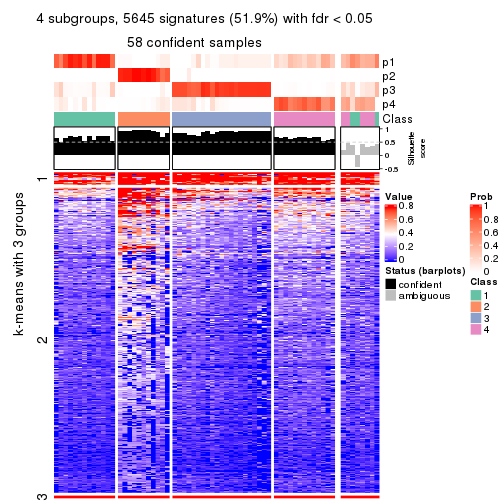 4 subgroups, 5645 signatures (51.9%) with fdr < 0.05
58 confident samples
p1
p2
p3
p4
Class
1
0.5
0
-0.5
Silhouette
score
k-means with 3 groups
1
2
3
Value
0.8
0.6
0.4
0.2
0
Status (barplots)
confident
ambiguous
Prob
1
0.8
0.6
0.4
0.2
0
Class
1
2
3
4